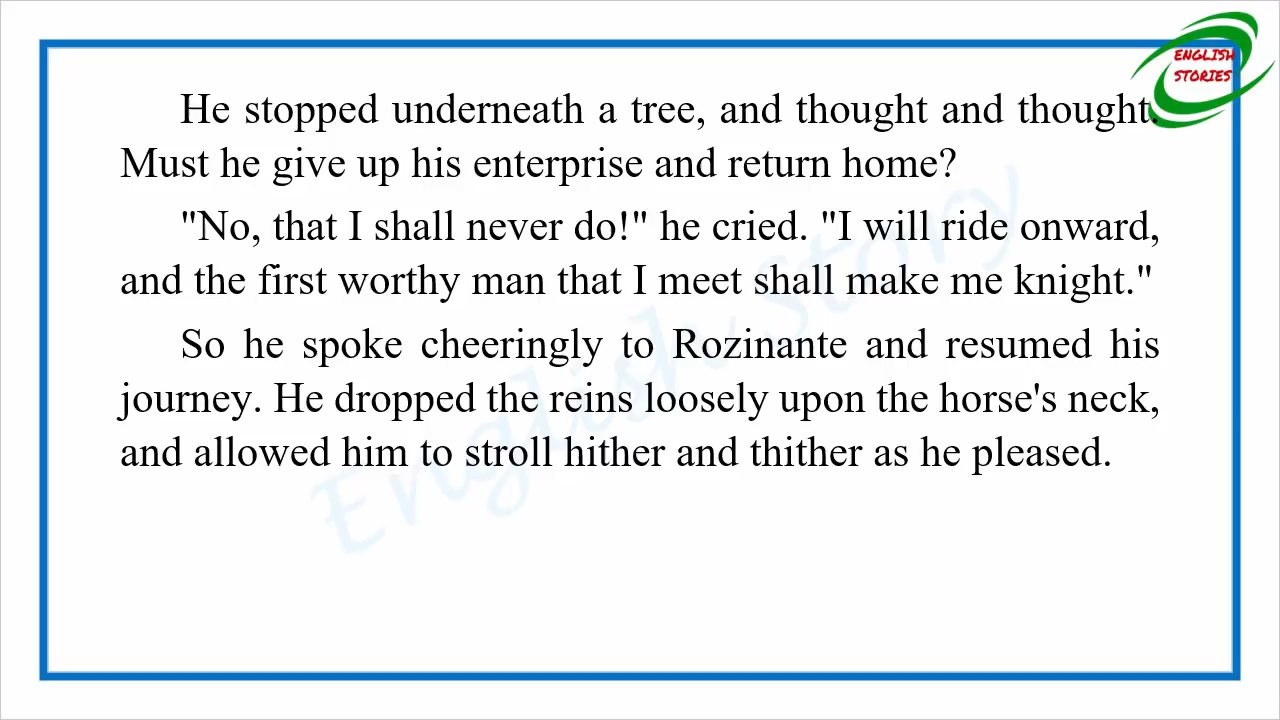 ENGLISH
STORIES
He stopped underneath a tree, and thought and thought.
Must he give up his enterprise and return home?
"No, that I shall never do!" he cried. "I will ride onward,
and the first worthy man that I meet shall make me knight."
So he spoke cheeringly to Rozinante and resumed his
journey. He dropped the reins loosely upon the horse's neck,
and allowed him to stroll hither and thither as he pleased.
English Story